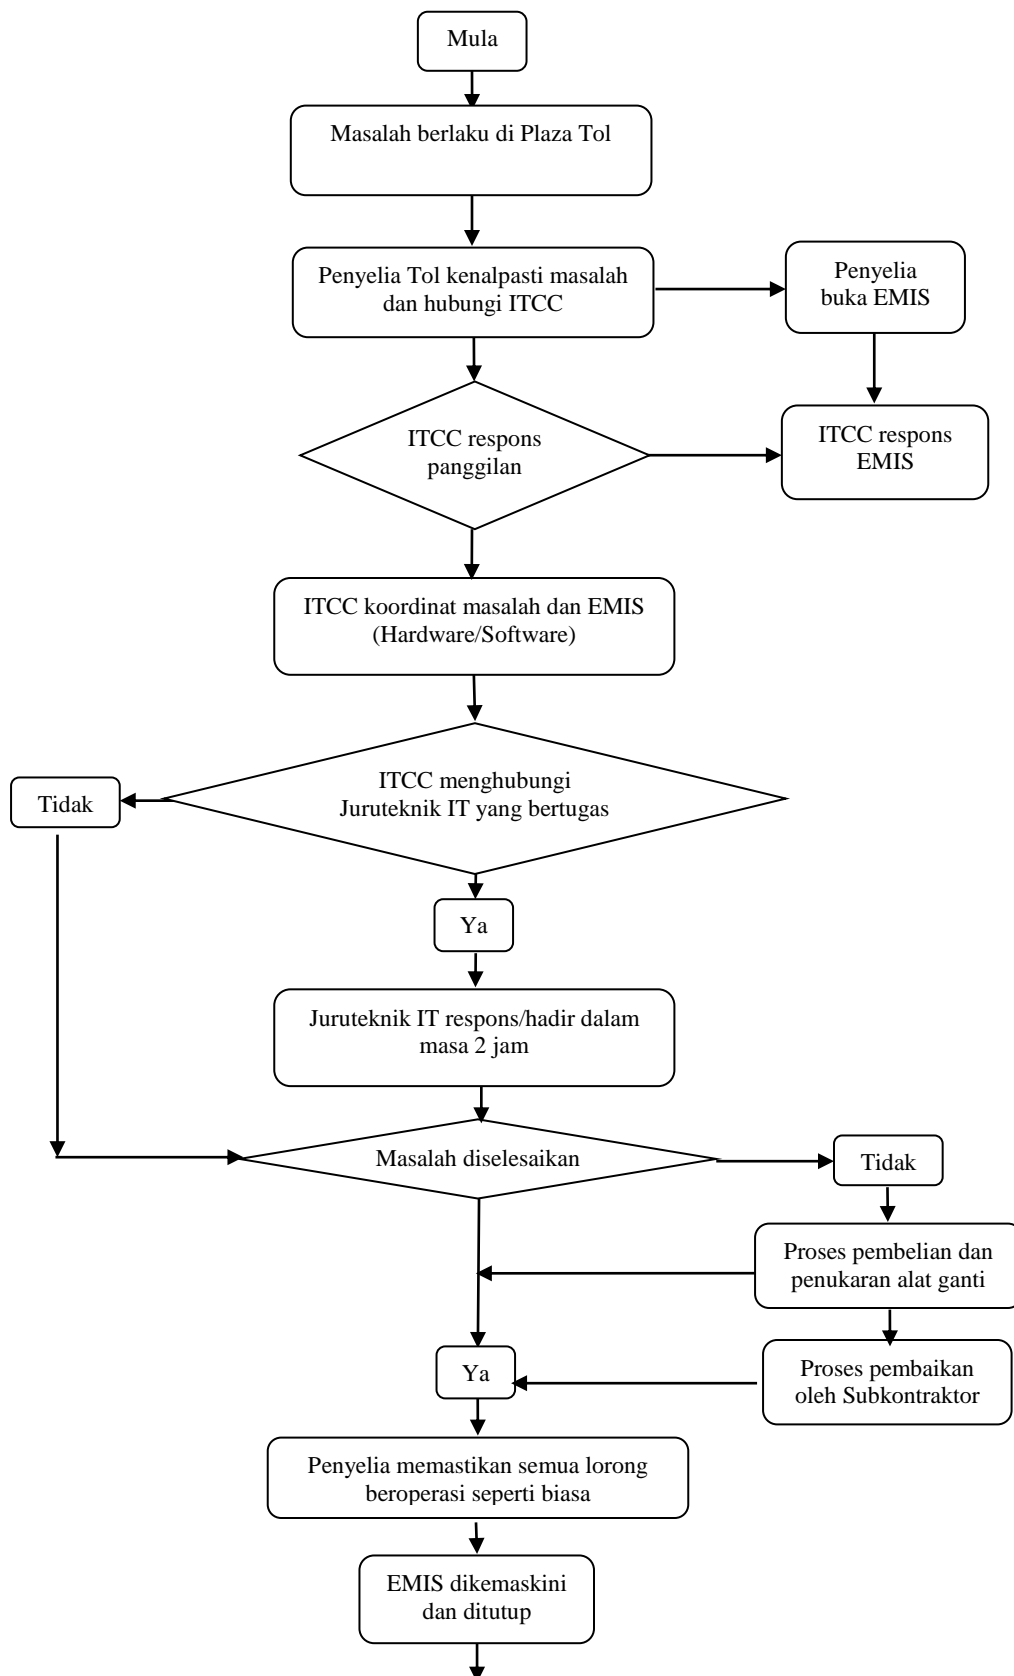 Mula
Masalah berlaku di Plaza Tol
Penyelia Tol kenalpasti masalah
dan hubungi ITCC
Penyelia
buka EMIS
ITCC respons
panggilan
ITCC respons
EMIS
ITCC koordinat masalah dan EMIS
(Hardware/Software)
ITCC menghubungi
Juruteknik IT yang bertugas
Tidak
Ya
Juruteknik IT respons/hadir dalam
masa 2 jam
Masalah diselesaikan
Tidak
Proses pembelian dan
penukaran alat ganti
Ya
Proses pembaikan
oleh Subkontraktor
Penyelia memastikan semua lorong
beroperasi seperti biasa
EMIS dikemaskini
dan ditutup